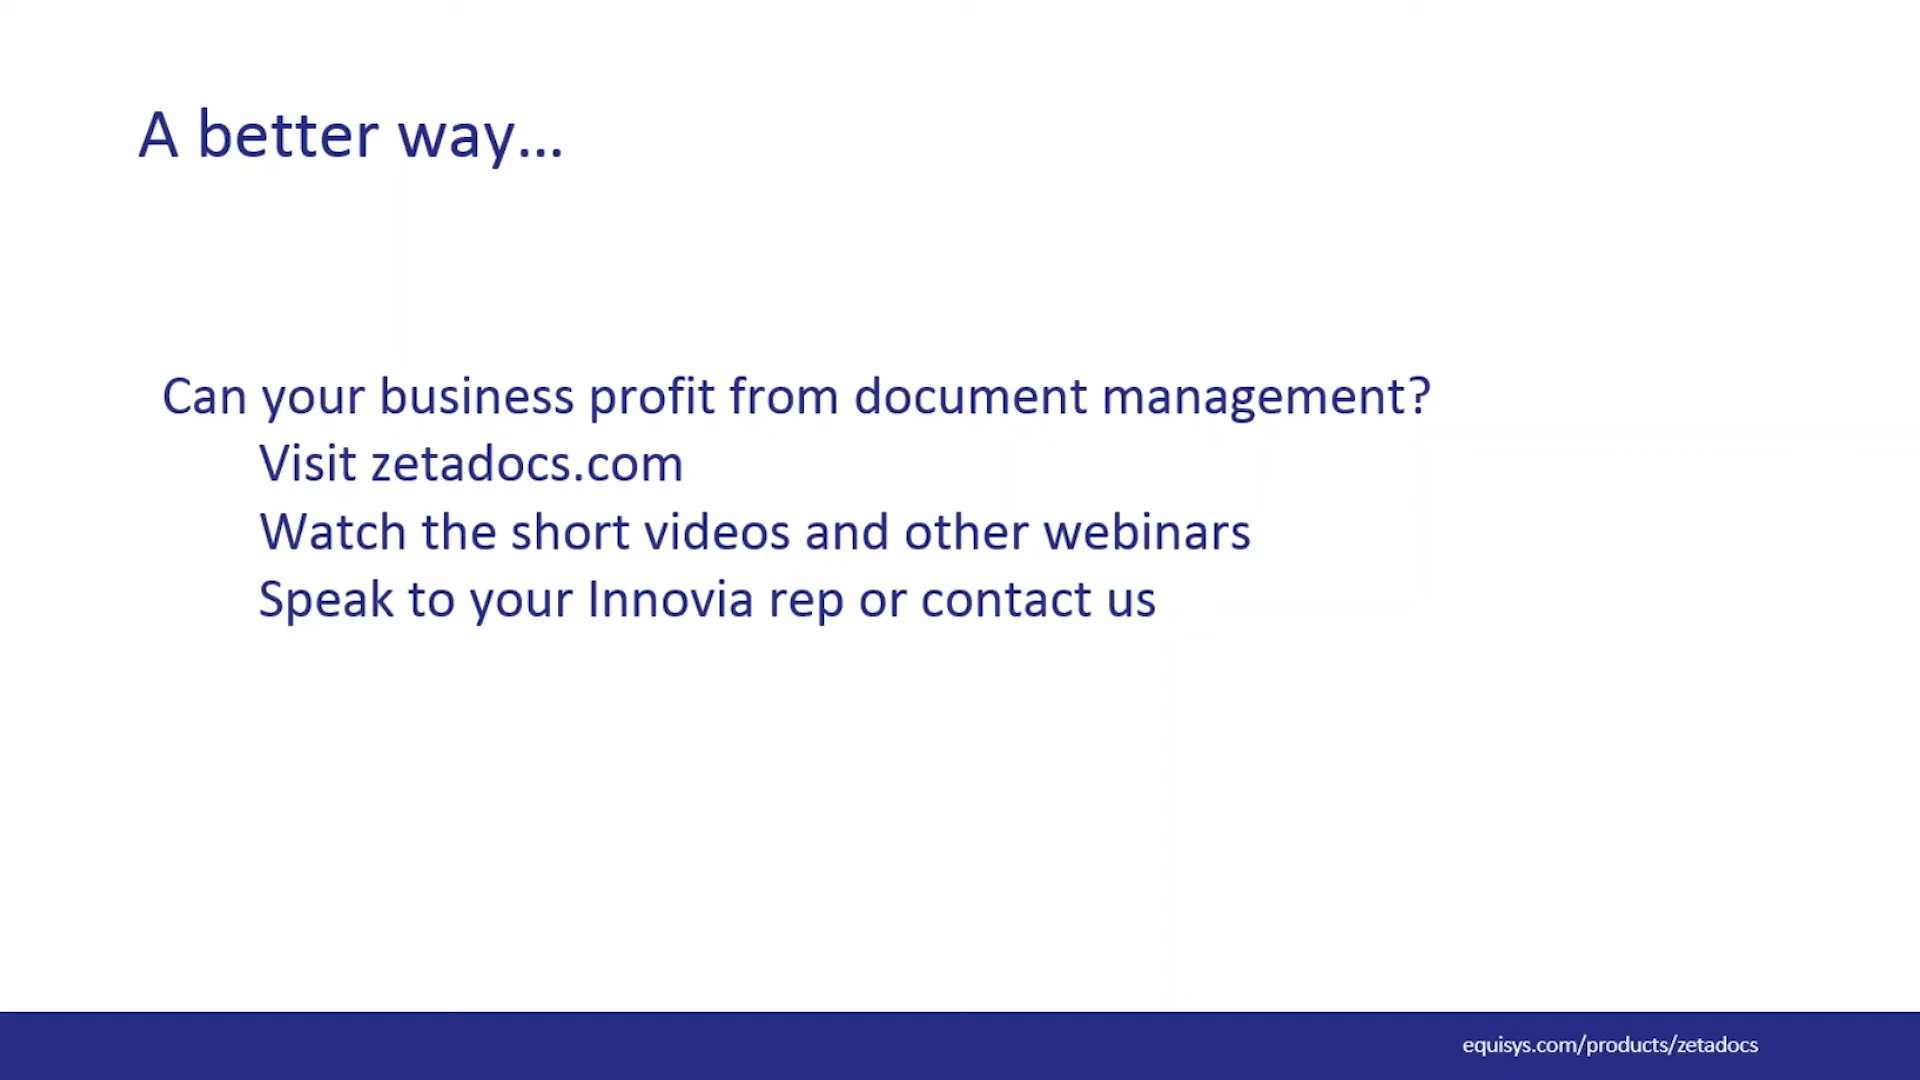 A better way...
Can your business profit from document management?
Visit zetadocs.com
Watch the short videos and other webinars
Speak to your Innovia rep or contact us
equisys.com/products/zetadocs